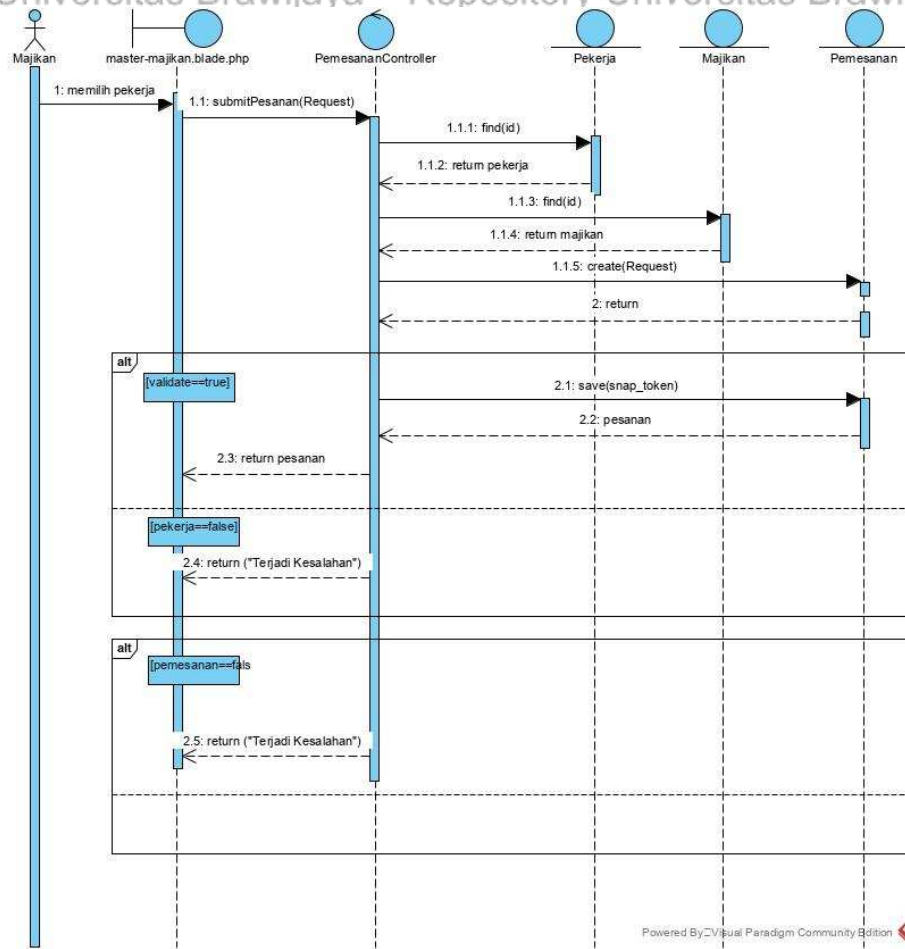 Universitas Brawijaya Repository Universitas Brawi
Majikan
master-majikan.blade.php
PemesananController
Pekerja
Majikan
Pemesanan
1: memilih pekerja
1.1: submitPesanan(Request)
1.1.1: find(id)
1.1.2: return pekerja
1.1.3: find(id)
1.1.4: return majikan
1.1.5: create(Request)
2: return
alt
[validate==true]
2.1: save(snap_token)
2.2: pesanan
2.3: return pesanan
[pekerja==false]
2.4: return ("Terjadi Kesalahan")
alt
[pemesanan==fals
2.5: return ("Terjadi Kesalahan")
Powered By Visual Paradigm Community Edition